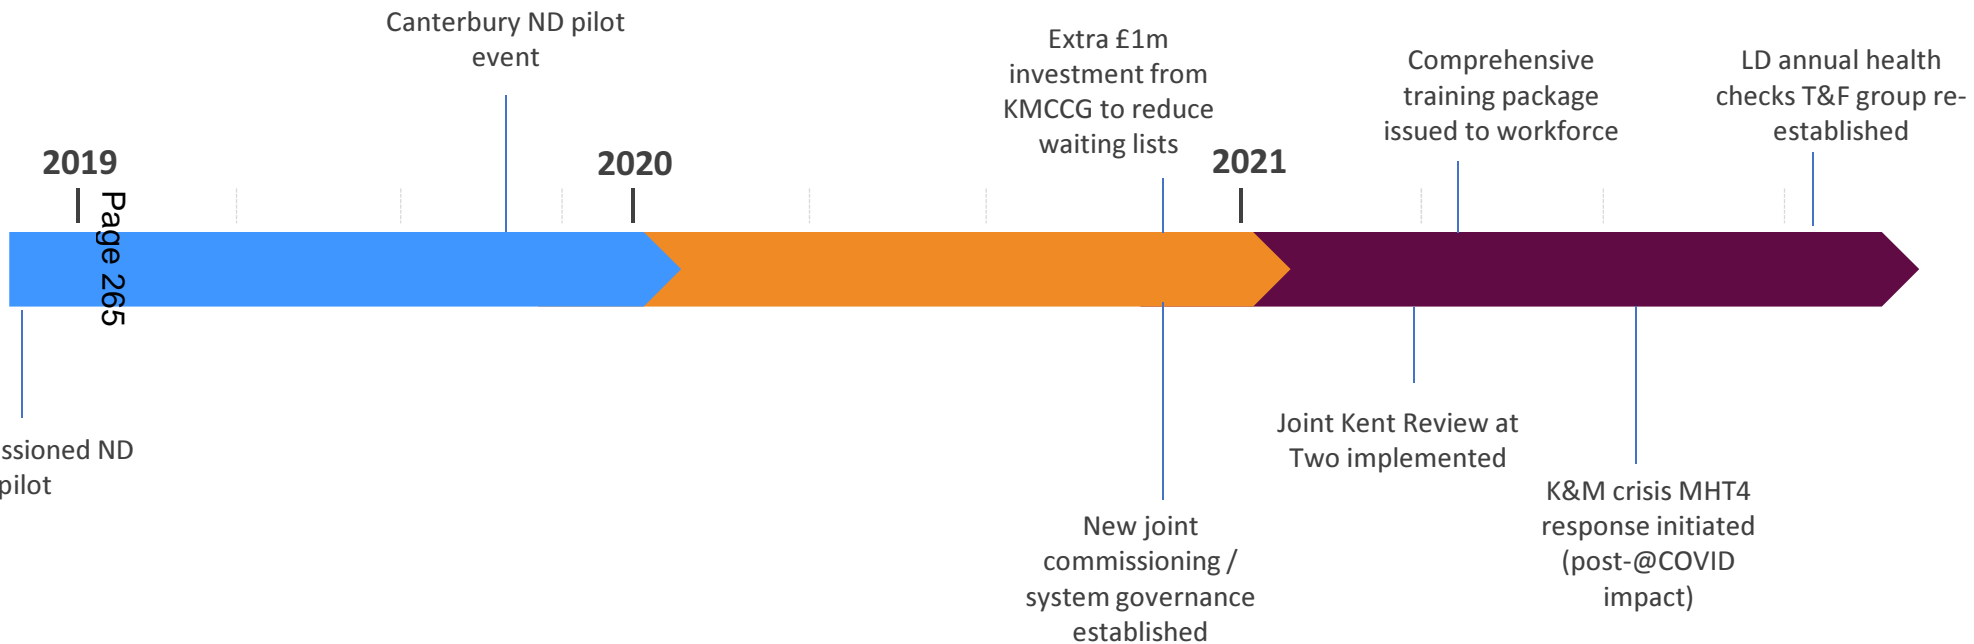 Canterbury ND pilot
event
Extra £1m
investment from
KMCCG to reduce
waiting lists
Comprehensive
training package
issued to workforce
LD annual health
checks T&F group re-
established
2019
2020
2021
Page 265
ssioned ND
pilot
New joint
commissioning /
system governance
established
Joint Kent Review at
Two implemented
K&M crisis MHT4
response initiated
(post-@COVID
impact)